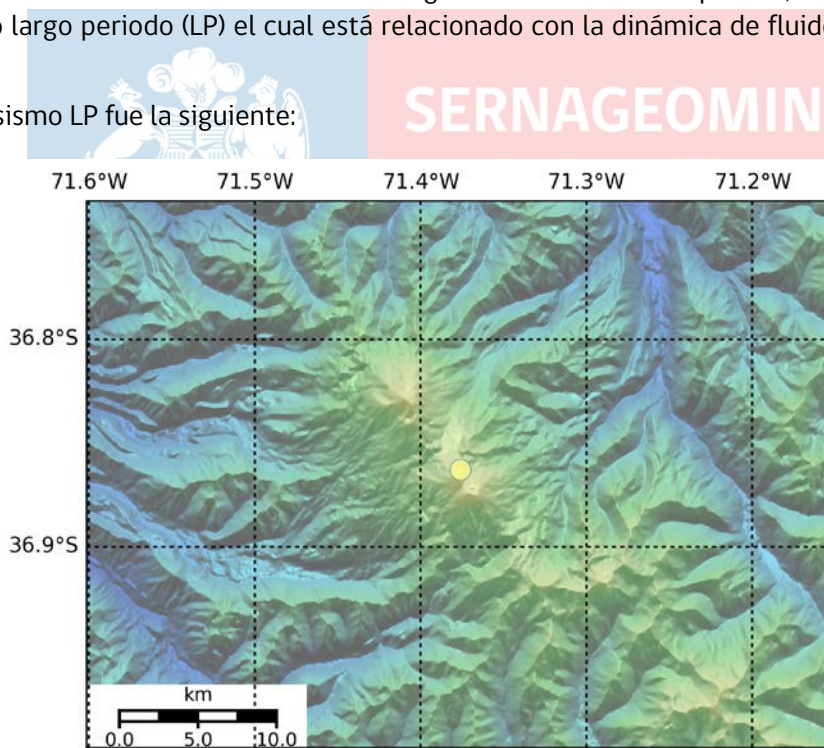 o largo periodo (LP) el cual está relacionado con la dinámica de
sismo LP fue la siguiente:
SERNAGEOMIN
71.6°W 71.5°W 71.4°W 71.3°W 71.2°W
36.8°S
36.9°S
km
0.0 5.0 10.0